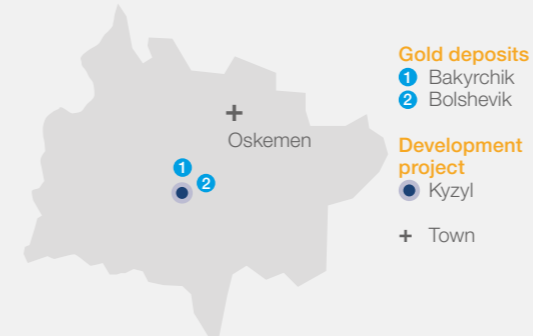 +
Oskemen
1
2
Gold deposits
1 Bakyrchik
2 Bolshevik
Development
project
Kyzyl
+ Town